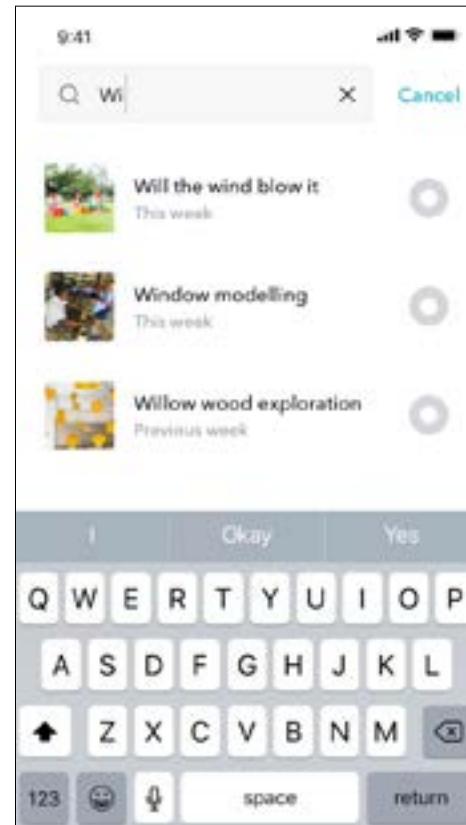 9:41
Wi
Cancel
Will the wind blow it
This week
Window modelling
This week
Willow wood exploration
Previous week
I Okay Yes
Q W E R T Y U I O P
A S D F G H J K L
Z X C V B N M
123 space return